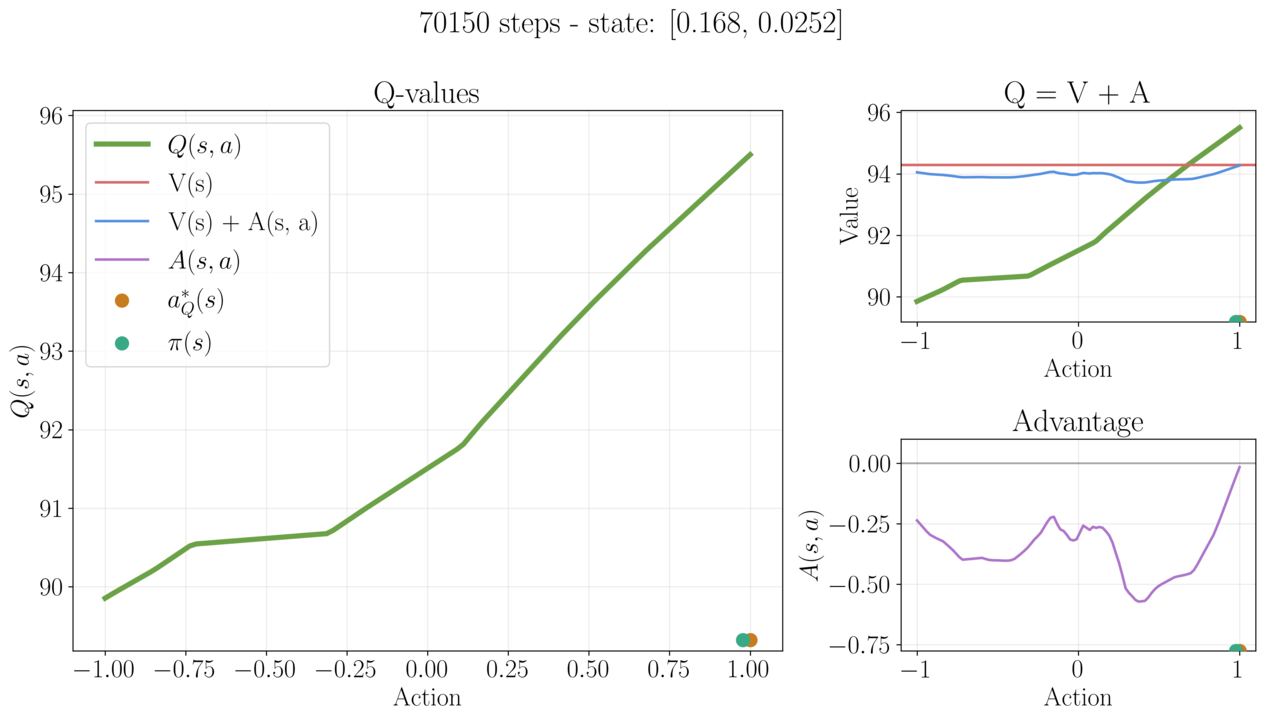 70150 steps - state: [0.168, 0.0252]
Q-values
Q(s, a)
96
95
94
93
92
91
90
Q(s, a)
V(s)
V(s) + A(s, a)
A(s, a)
a*_Q(s)
π(s)
−1.00 −0.75 −0.50 −0.25 0.00 0.25 0.50 0.75 1.00
Action
Q = V + A
Value
96
94
92
90
−1 0 1
Action
Advantage
A(s, a)
0.00
−0.25
−0.50
−0.75
−1 0 1
Action